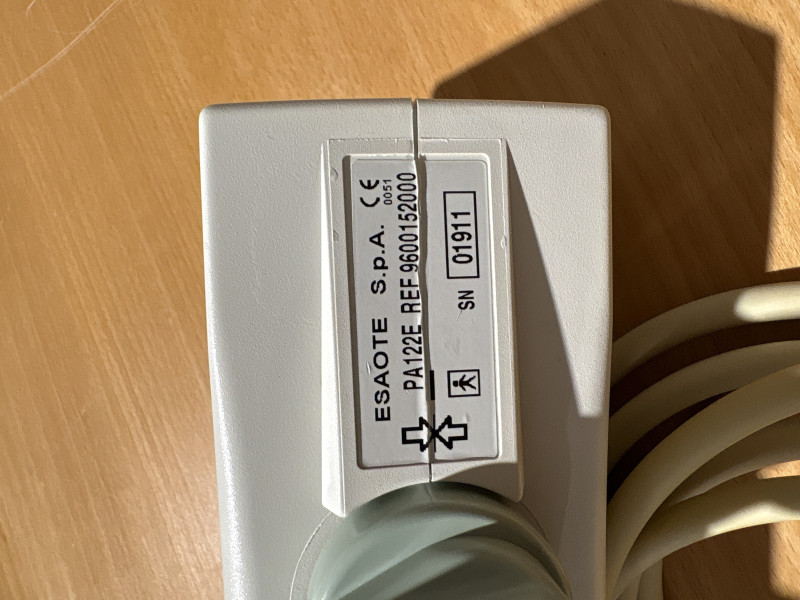 ESAOTE S.p.A. CE
0051
PA122E REF 9600152000
SN 01911